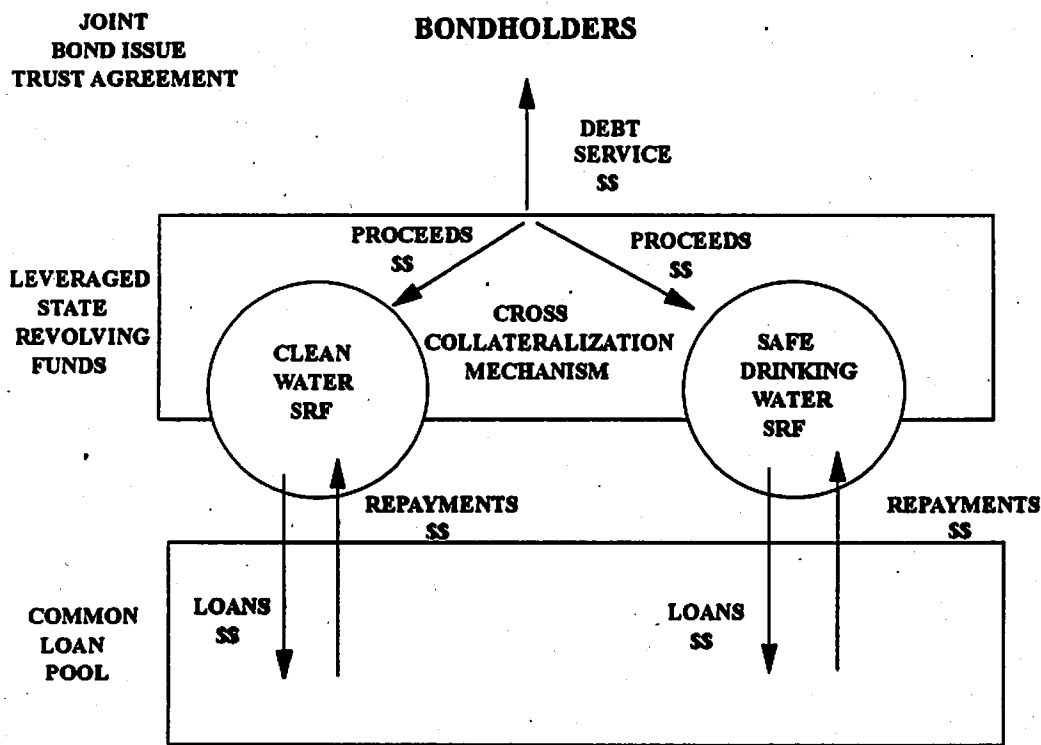 JOINT
BOND ISSUE
TRUST AGREEMENT
BONDHOLDERS
DEBT
SERVICE
$$
PROCEEDS
$$
PROCEEDS
$$
LEVERAGED
STATE
REVOLVING
FUNDS
CLEAN
WATER
SRF
CROSS
COLLATERALIZATION
MECHANISM
SAFE
DRINKING
WATER
SRF
REPAYMENTS
$$
REPAYMENTS
$$
COMMON
LOAN
POOL
LOANS
$$
LOANS
$$